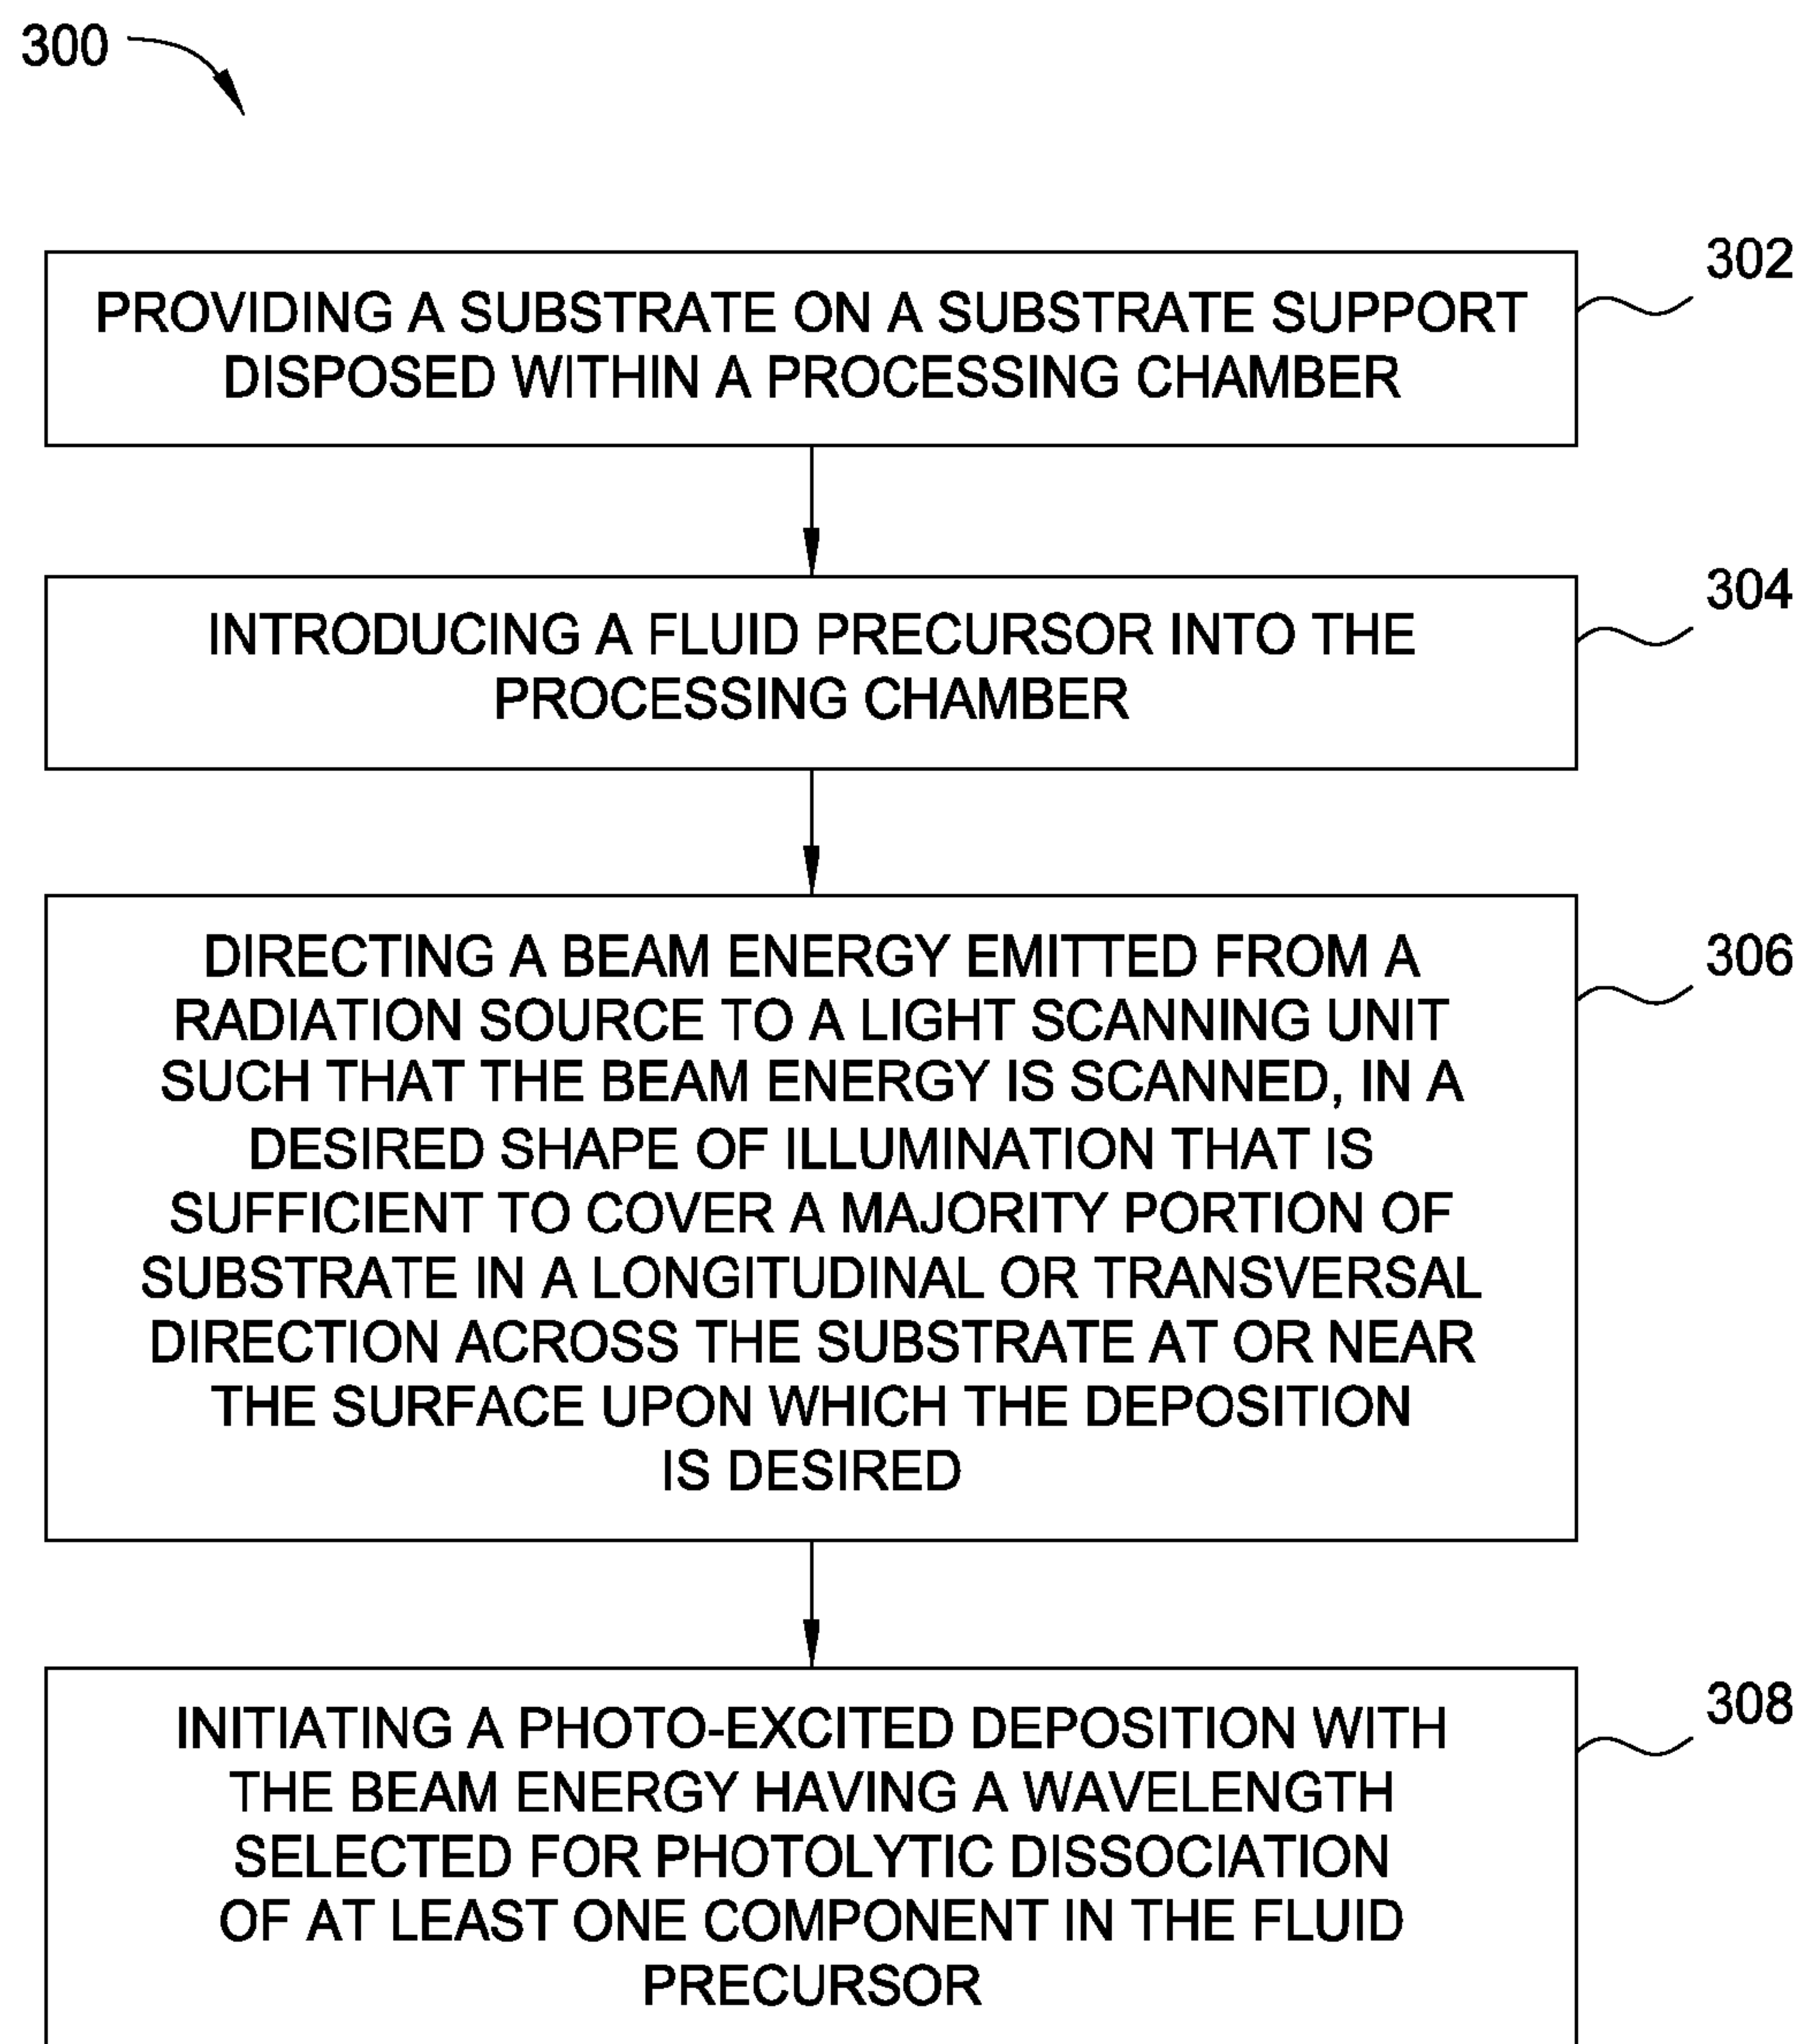 300
302
PROVIDING A SUBSTRATE ON A SUBSTRATE SUPPORT
DISPOSED WITHIN A PROCESSING CHAMBER
304
INTRODUCING A FLUID PRECURSOR INTO THE
PROCESSING CHAMBER
306
DIRECTING A BEAM ENERGY EMITTED FROM A
RADIATION SOURCE TO A LIGHT SCANNING UNIT
SUCH THAT THE BEAM ENERGY IS SCANNED, IN A
DESIRED SHAPE OF ILLUMINATION THAT IS
SUFFICIENT TO COVER A MAJORITY PORTION OF
SUBSTRATE IN A LONGITUDINAL OR TRANSVERSAL
DIRECTION ACROSS THE SUBSTRATE AT OR NEAR
THE SURFACE UPON WHICH THE DEPOSITION
IS DESIRED
308
INITIATING A PHOTO-EXCITED DEPOSITION WITH
THE BEAM ENERGY HAVING A WAVELENGTH
SELECTED FOR PHOTOLYTIC DISSOCIATION
OF AT LEAST ONE COMPONENT IN THE FLUID
PRECURSOR